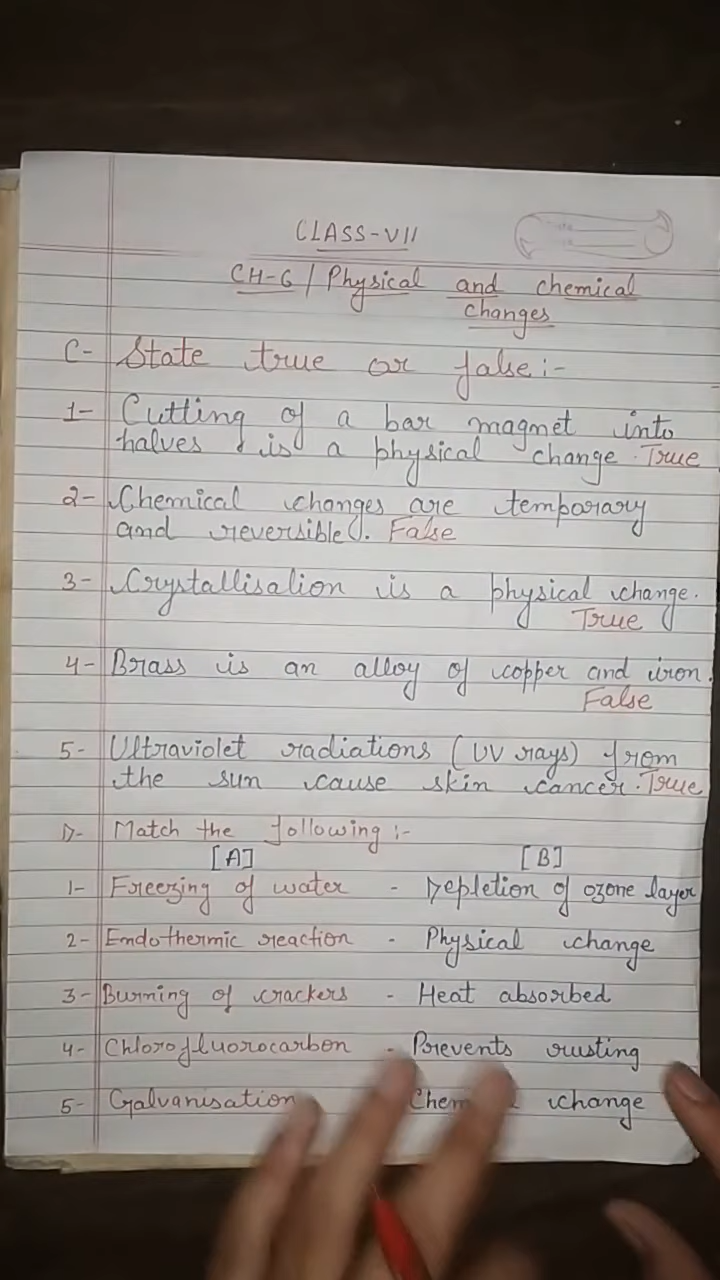 CLASS-VII
CH-6 / Physical and chemical
changes
C- State true or false:-
1- Cutting of a bar magnet into
halves is a physical change. True
2- Chemical changes are temporary
and reversible. False
3- Crystallisation is a physical change.
True
4- Brass is an alloy of copper and iron.
False
5- Ultraviolet radiations (UV rays) from
the sun cause skin cancer. True
D- Match the following :-
[A] [B]
1- Freezing of water - Depletion of ozone layer
2- Endothermic reaction - Physical change
3- Burning of crackers - Heat absorbed
4- Chlorofluorocarbon - Prevents rusting
5- Galvanisation change